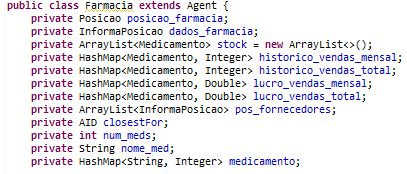 public class Farmacia extends Agent {
private Posicao posicao_farmacia;
private InformaPosicao dados_farmacia;
private ArrayList<Medicamento> stock = new ArrayList<>();
private HashMap<Medicamento, Integer> historico_vendas_mensal;
private HashMap<Medicamento, Integer> historico_vendas_total;
private HashMap<Medicamento, Double> lucro_vendas_mensal;
private HashMap<Medicamento, Double> lucro_vendas_total;
private ArrayList<InformaPosicao> pos_fornecedores;
private AID closestFor;
private int num_meds;
private String nome_med;
private HashMap<String, Integer> medicamento;